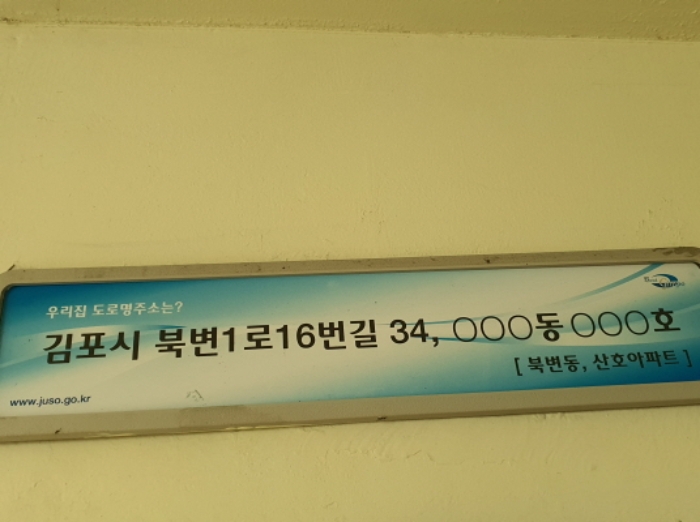 우리집 도로명주소는?
김포시 북변1로16번길 34, ○○○동 ○○○호
[ 북변동, 산호아파트 ]
www.juso.go.kr